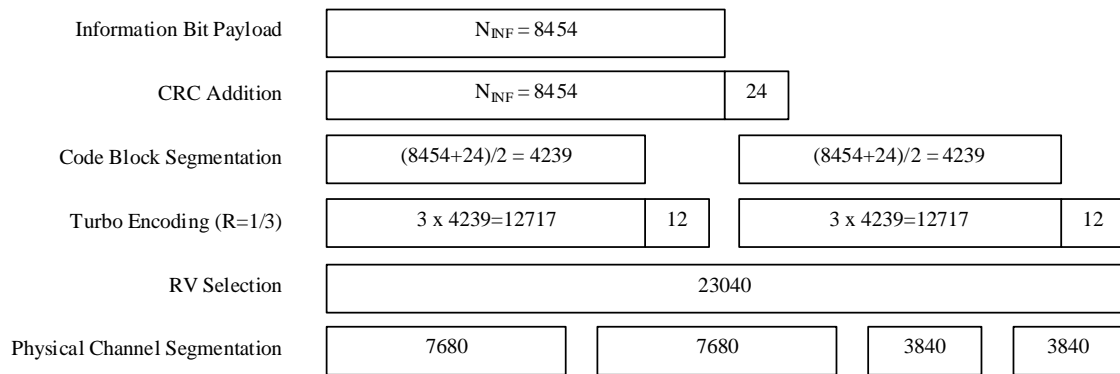 Information Bit Payload N_INF = 8454
CRC Addition N_INF = 8454 24
Code Block Segmentation (8454+24)/2 = 4239 (8454+24)/2 = 4239
Turbo Encoding (R=1/3) 3 x 4239=12717 12 3 x 4239=12717 12
RV Selection 23040
Physical Channel Segmentation 7680 7680 3840 3840